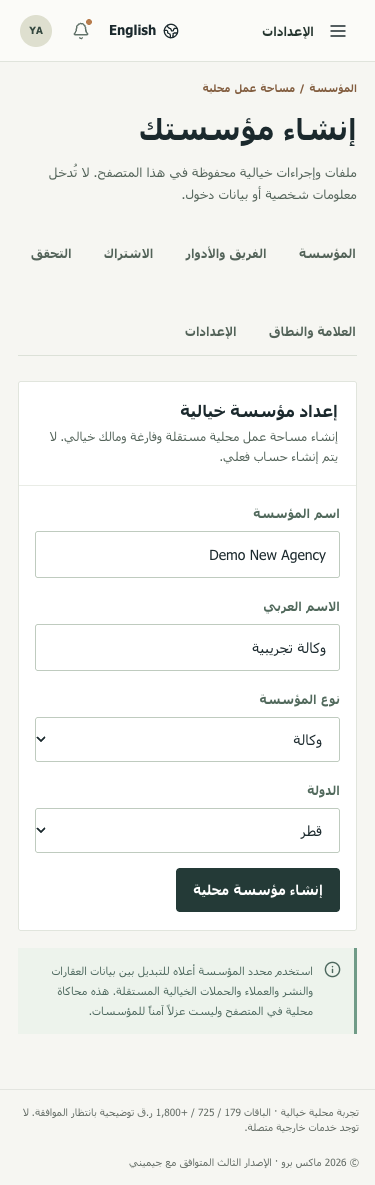 الإعدادات
English
YA
المؤسسة / مساحة عمل محلية
إنشاء مؤسستك
ملفات وإجراءات خيالية محفوظة في هذا المتصفح. لا تُدخل
معلومات شخصية أو بيانات دخول.
المؤسسة
الفريق والأدوار
الاشتراك
التحقق
العلامة والنطاق
الإعدادات
إعداد مؤسسة خيالية
إنشاء مساحة عمل محلية مستقلة وفارغة ومالك خيالي. لا
يتم إنشاء حساب فعلي.
اسم المؤسسة
Demo New Agency
الاسم العربي
وكالة تجريبية
نوع المؤسسة
وكالة
الدولة
قطر
إنشاء مؤسسة محلية
استخدم محدد المؤسسة أعلاه للتبديل بين بيانات العقارات
والنشر والعملاء والحملات الخيالية المستقلة. هذه محاكاة
محلية في المتصفح وليست عزلاً آمناً للمؤسسات.
تجربة محلية خيالية · الباقات 179 / 725 / +1,800 ر.ق توضيحية بانتظار الموافقة. لا
توجد خدمات خارجية متصلة.
© 2026 ماكس برو · الإصدار الثالث المتوافق مع جيميني